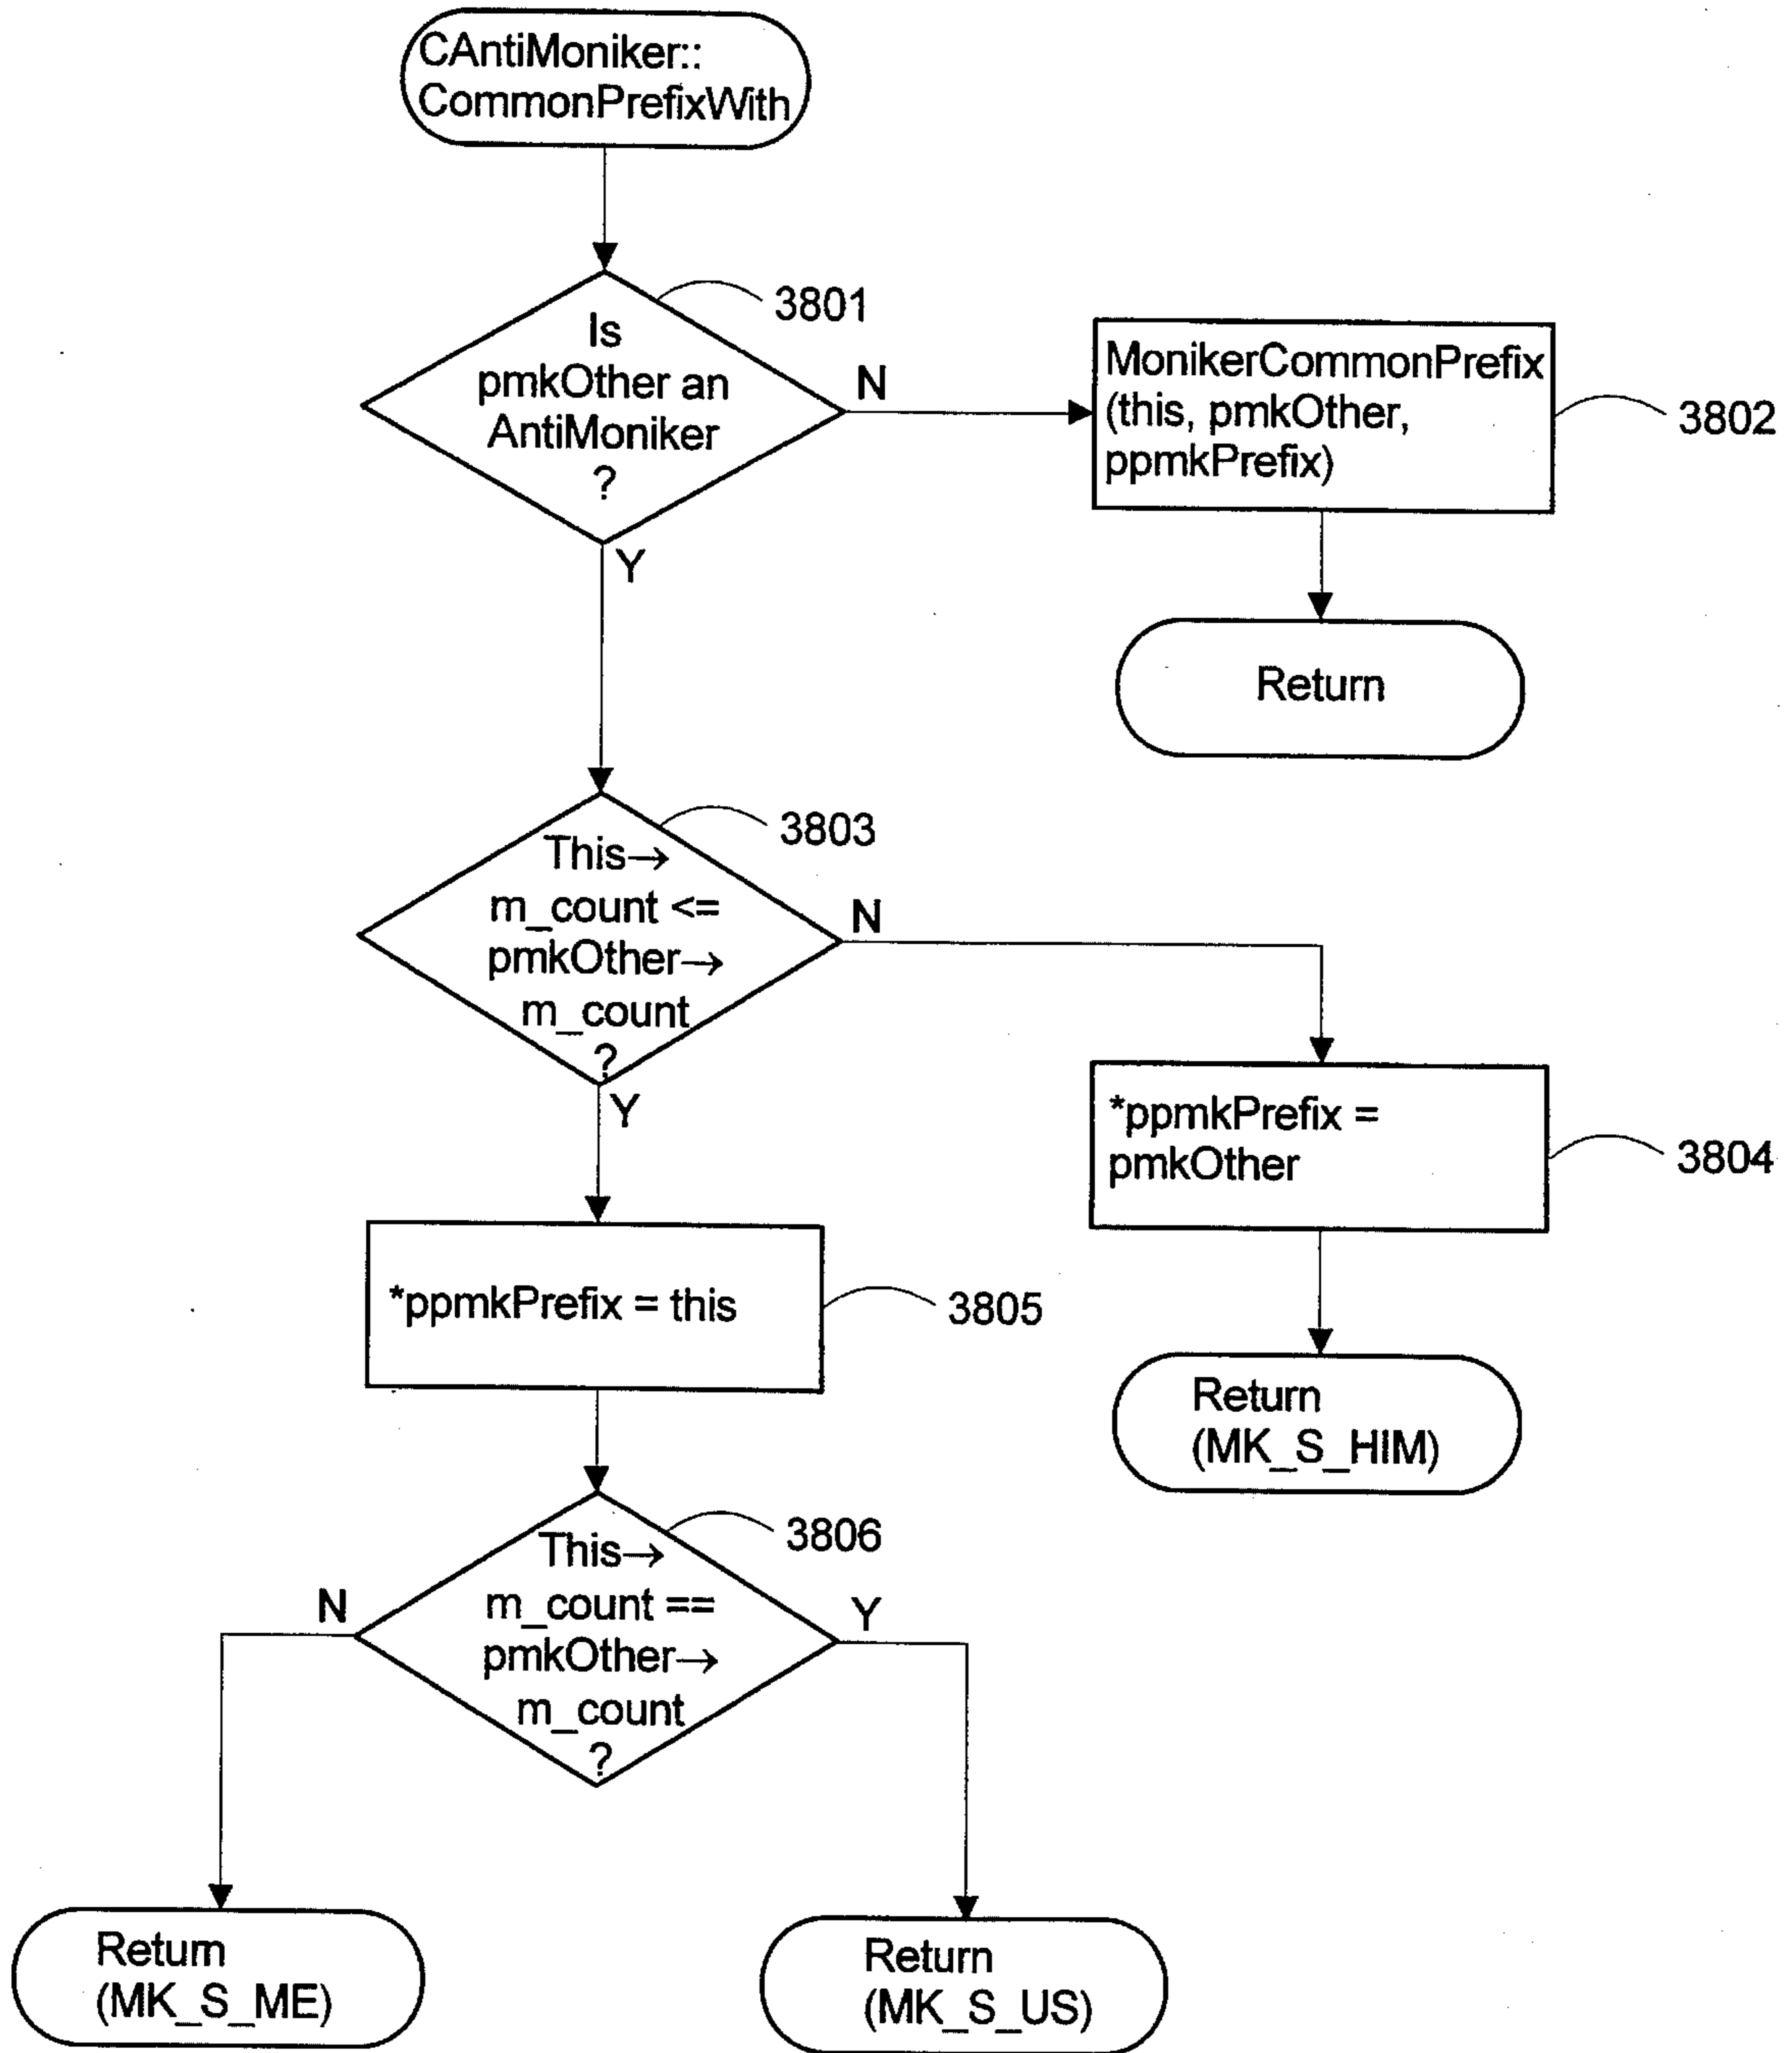 CAntiMoniker::
CommonPrefixWith
3801
Is
pmkOther an
AntiMoniker
?
N
Y
MonikerCommonPrefix
(this, pmkOther,
ppmkPrefix)
3802
Return
3803
This→
m_count <=
pmkOther→
m_count
?
N
Y
*ppmkPrefix =
pmkOther
3804
Return
(MK_S_HIM)
*ppmkPrefix = this
3805
3806
This→
m_count ==
pmkOther→
m_count
?
N
Y
Return
(MK_S_ME)
Return
(MK_S_US)